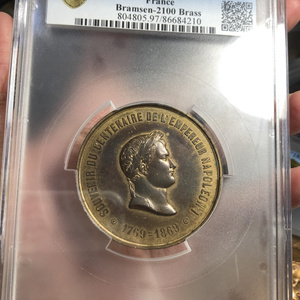 France
Bramsen-2100 Brass
804805.97/86684210
SOUVENIR DU CENTENAIRE DE L'EMPEREUR NAPOLEON I
1769=1869